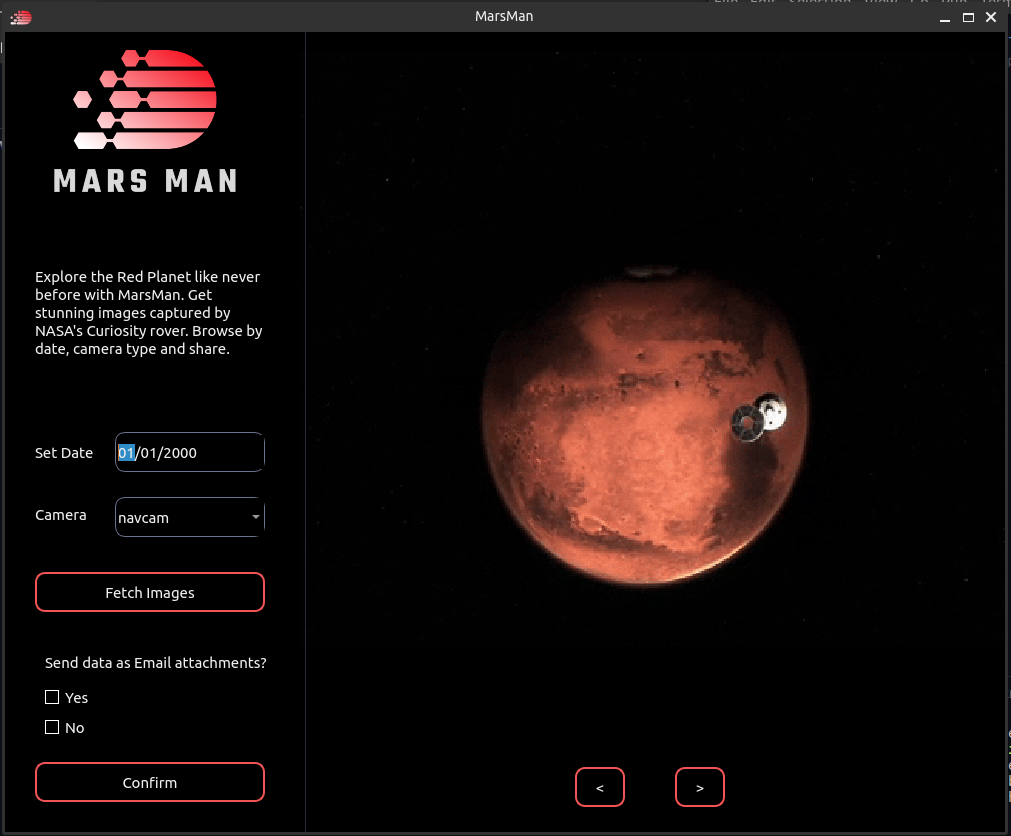 MarsMan
MARS MAN
Explore the Red Planet like never
before with MarsMan. Get
stunning images captured by
NASA's Curiosity rover. Browse by
date, camera type and share.
Set Date
01/01/2000
Camera
navcam
Fetch Images
Send data as Email attachments?
Yes
No
Confirm
<
>